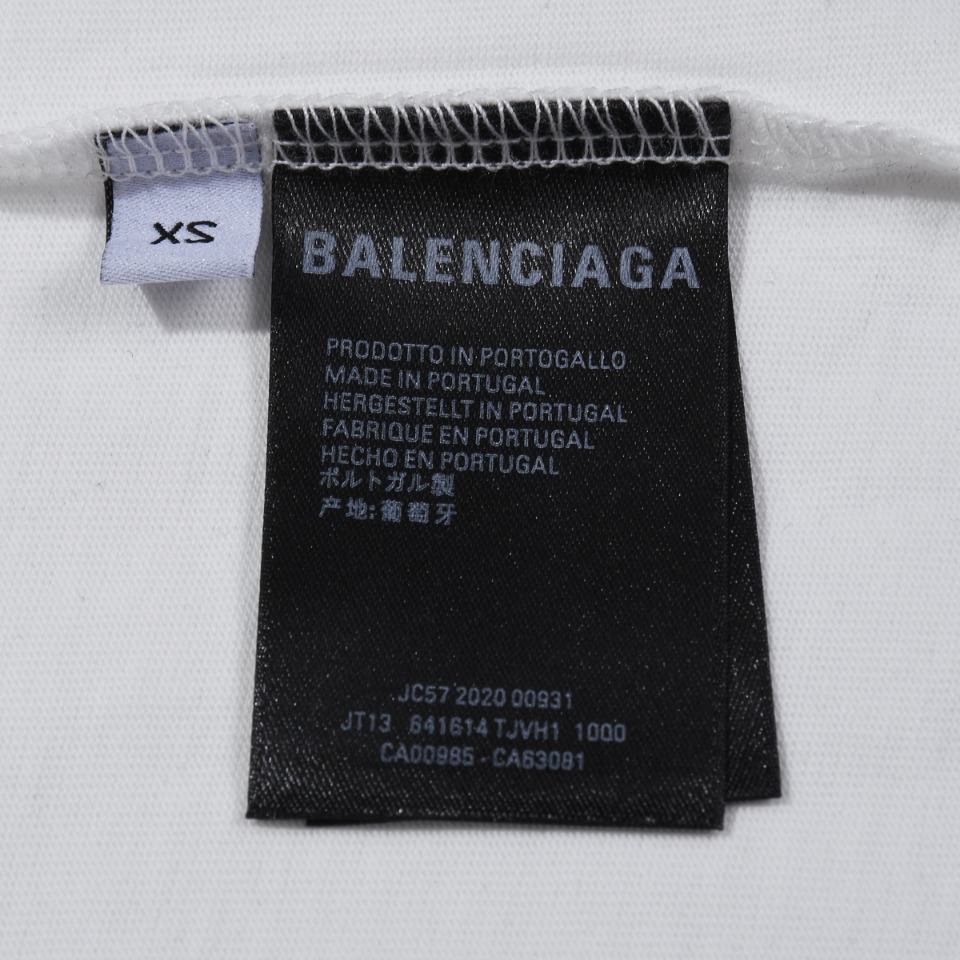 XS
BALENCIAGA
PRODOTTO IN PORTOGALLO
MADE IN PORTUGAL
HERGESTELLT IN PORTUGAL
FABRIQUE EN PORTUGAL
HECHO EN PORTUGAL
ポルトガル製
产地:葡萄牙
JC57 2020 00931
JT13 641614 TJVH1 1000
CA00985 - CA63081